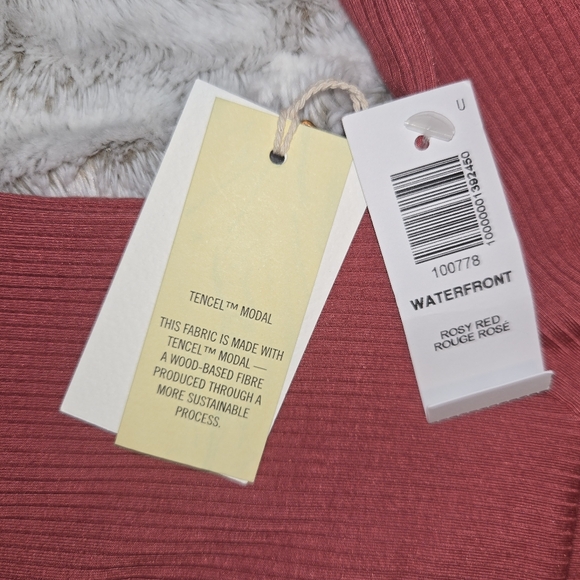 TENCEL™ MODAL
THIS FABRIC IS MADE WITH
TENCEL™ MODAL —
A WOOD-BASED FIBRE
PRODUCED THROUGH A
MORE SUSTAINABLE
PROCESS.
U
1000001392450
100778
WATERFRONT
ROSY RED
ROUGE ROSÉ